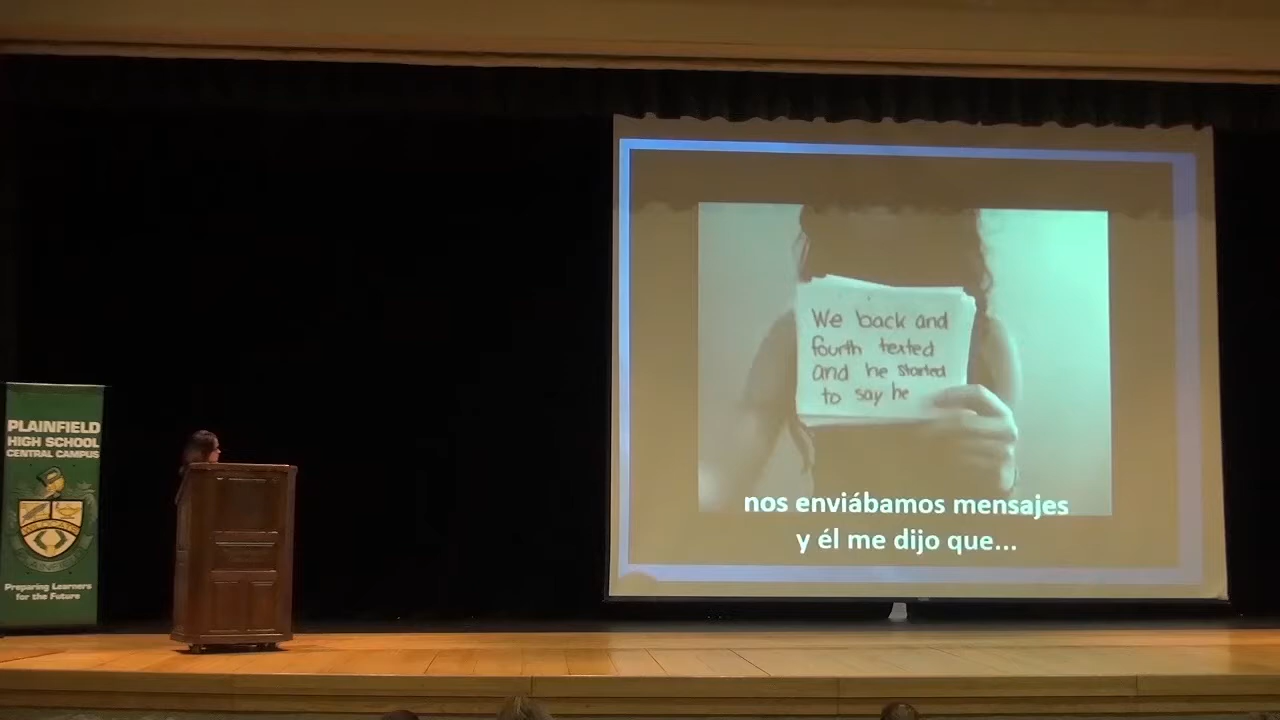 PLAINFIELD
HIGH SCHOOL
CENTRAL CAMPUS
Preparing Learners
for the Future
We back and
fourth texted
and he started
to say he
nos enviábamos mensajes
y él me dijo que...